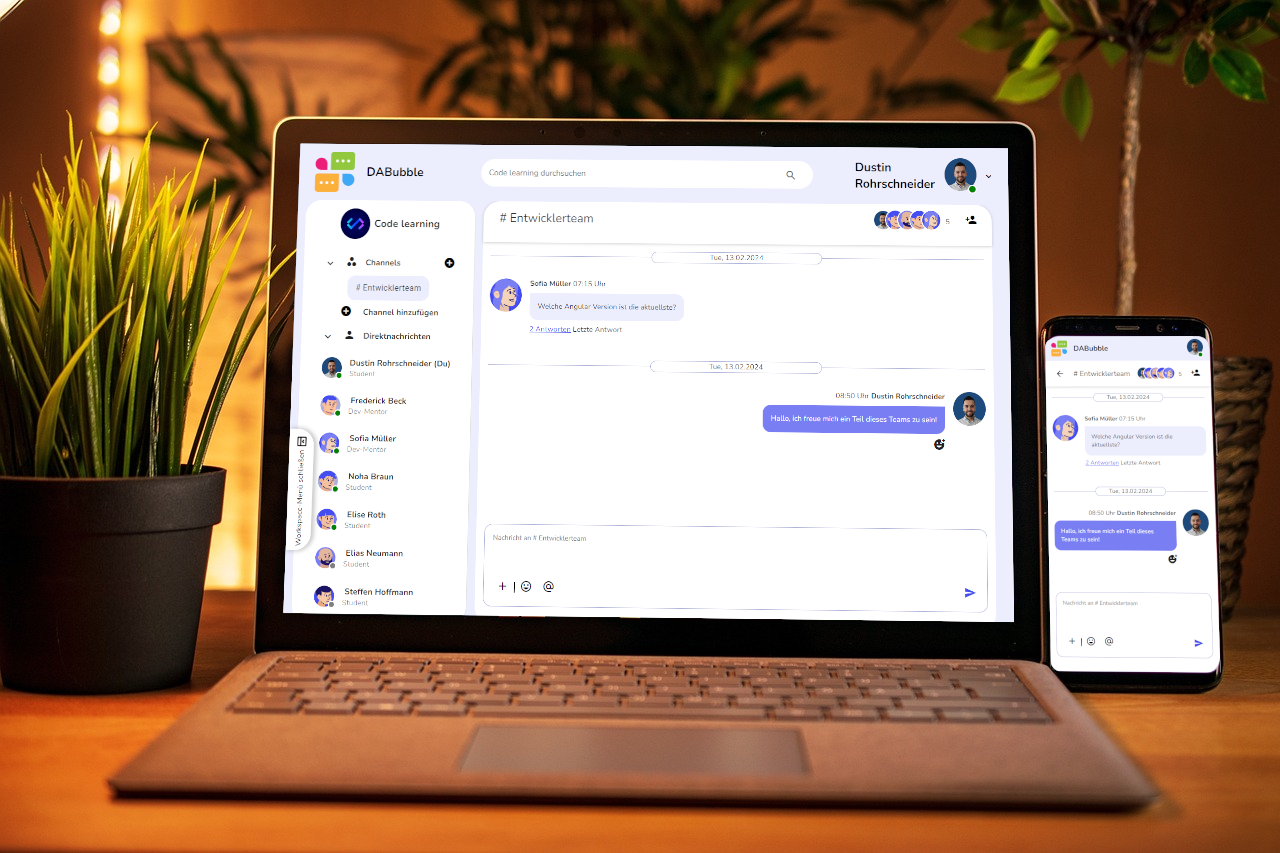 DABubble
Code learning durchsuchen
Dustin
Rohrschneider
Code learning
Channels
# Entwicklerteam
Channel hinzufügen
Direktnachrichten
Dustin Rohrschneider (Du)
Student
Frederick Beck
Dev-Mentor
Sofia Müller
Dev-Mentor
Noha Braun
Student
Elise Roth
Student
Elias Neumann
Student
Steffen Hoffmann
Student
Workspace-Menü schließen
# Entwicklerteam
5
Tue, 13.02.2024
Sofia Müller 07:15 Uhr
Welche Angular Version ist die aktuellste?
2 Antworten Letzte Antwort
Tue, 13.02.2024
08:50 Uhr Dustin Rohrschneider
Hallo, ich freue mich ein Teil dieses Teams zu sein!
Nachricht an # Entwicklerteam
+ | @
DABubble
# Entwicklerteam
5
Tue, 13.02.2024
Sofia Müller 07:15 Uhr
Welche Angular Version ist die
aktuellste?
2 Antworten Letzte Antwort
Tue, 13.02.2024
08:50 Uhr Dustin Rohrschneider
Hallo, ich freue mich ein Teil dieses
Teams zu sein!
Nachricht an # Entwicklerteam
+ | @